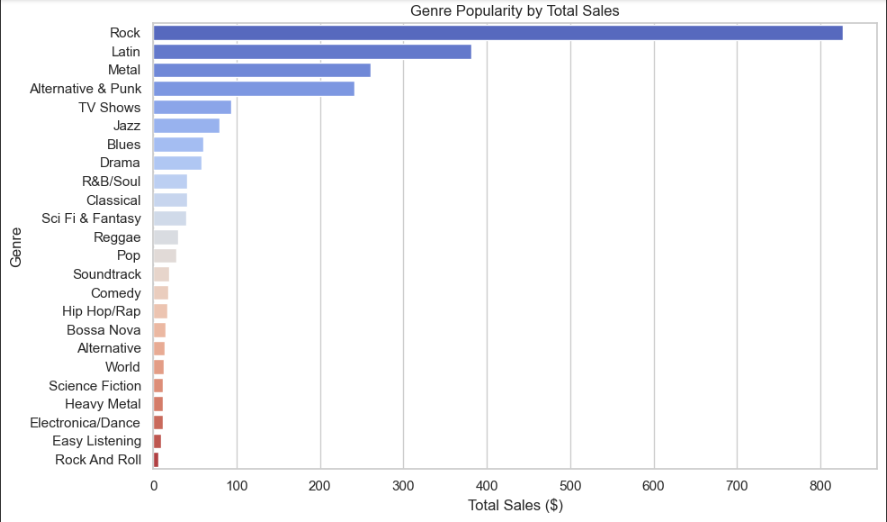 Genre Popularity by Total Sales
Rock
Latin
Metal
Alternative & Punk
TV Shows
Jazz
Blues
Drama
R&B/Soul
Classical
Sci Fi & Fantasy
Reggae
Pop
Soundtrack
Comedy
Hip Hop/Rap
Bossa Nova
Alternative
World
Science Fiction
Heavy Metal
Electronica/Dance
Easy Listening
Rock And Roll
Genre
0 100 200 300 400 500 600 700 800
Total Sales ($)